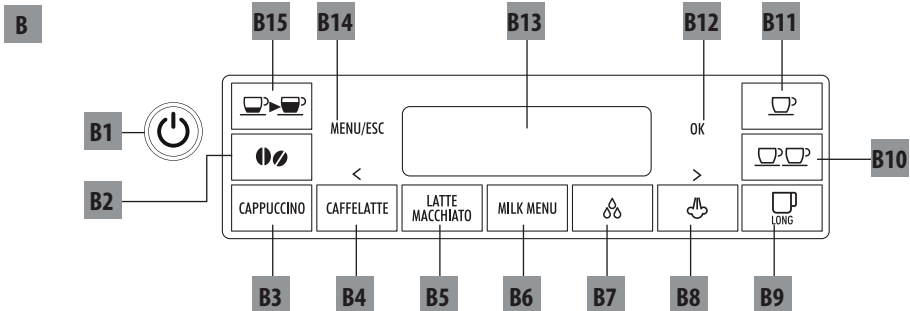 B
B15 B14 B13 B12 B11
B1 MENU/ESC OK
B10
B2 < >
CAPPUCCINO CAFFELATTE LATTE MACCHIATO MILK MENU LONG
B3 B4 B5 B6 B7 B8 B9